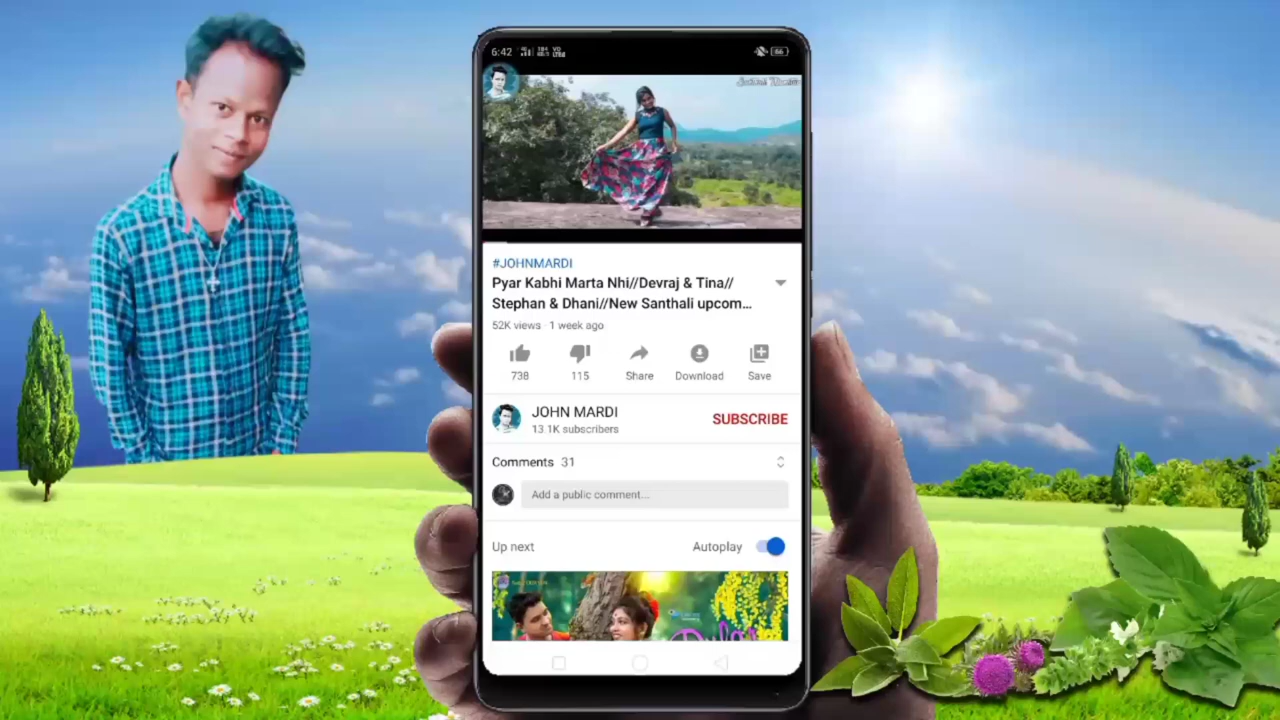 6:42
66
#JOHNMARDI
Pyar Kabhi Marta Nhi//Devraj & Tina//
Stephan & Dhani//New Santhali upcom...
52K views · 1 week ago
738
115
Share
Download
Save
JOHN MARDI
13.1K subscribers
SUBSCRIBE
Comments 31
Add a public comment...
Up next
Autoplay